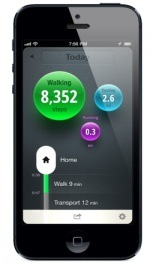 7:56 PM
Today
Walking
8,352
steps
2.6
Running
0.3
Home
Walk 9 min
Transport 12 min